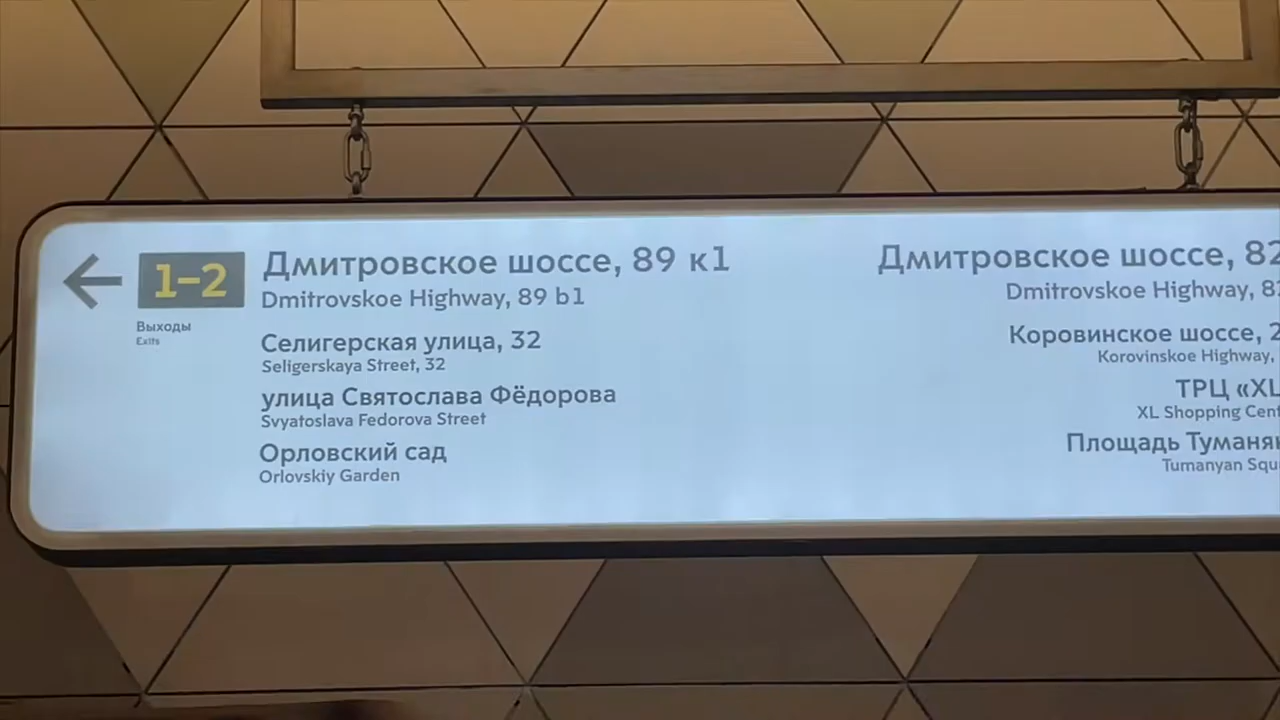 1-2
Выходы
Exits
Дмитровское шоссе, 89 к1
Dmitrovskoe Highway, 89 b1
Селигерская улица, 32
Seligerskaya Street, 32
улица Святослава Фёдорова
Svyatoslava Fedorova Street
Орловский сад
Orlovskiy Garden
Дмитровское шоссе, 82
Dmitrovskoe Highway,
Коровинское шоссе,
Korovinskoe Highway,
ТРЦ «XL
XL Shopping
Площадь
Tumanyan